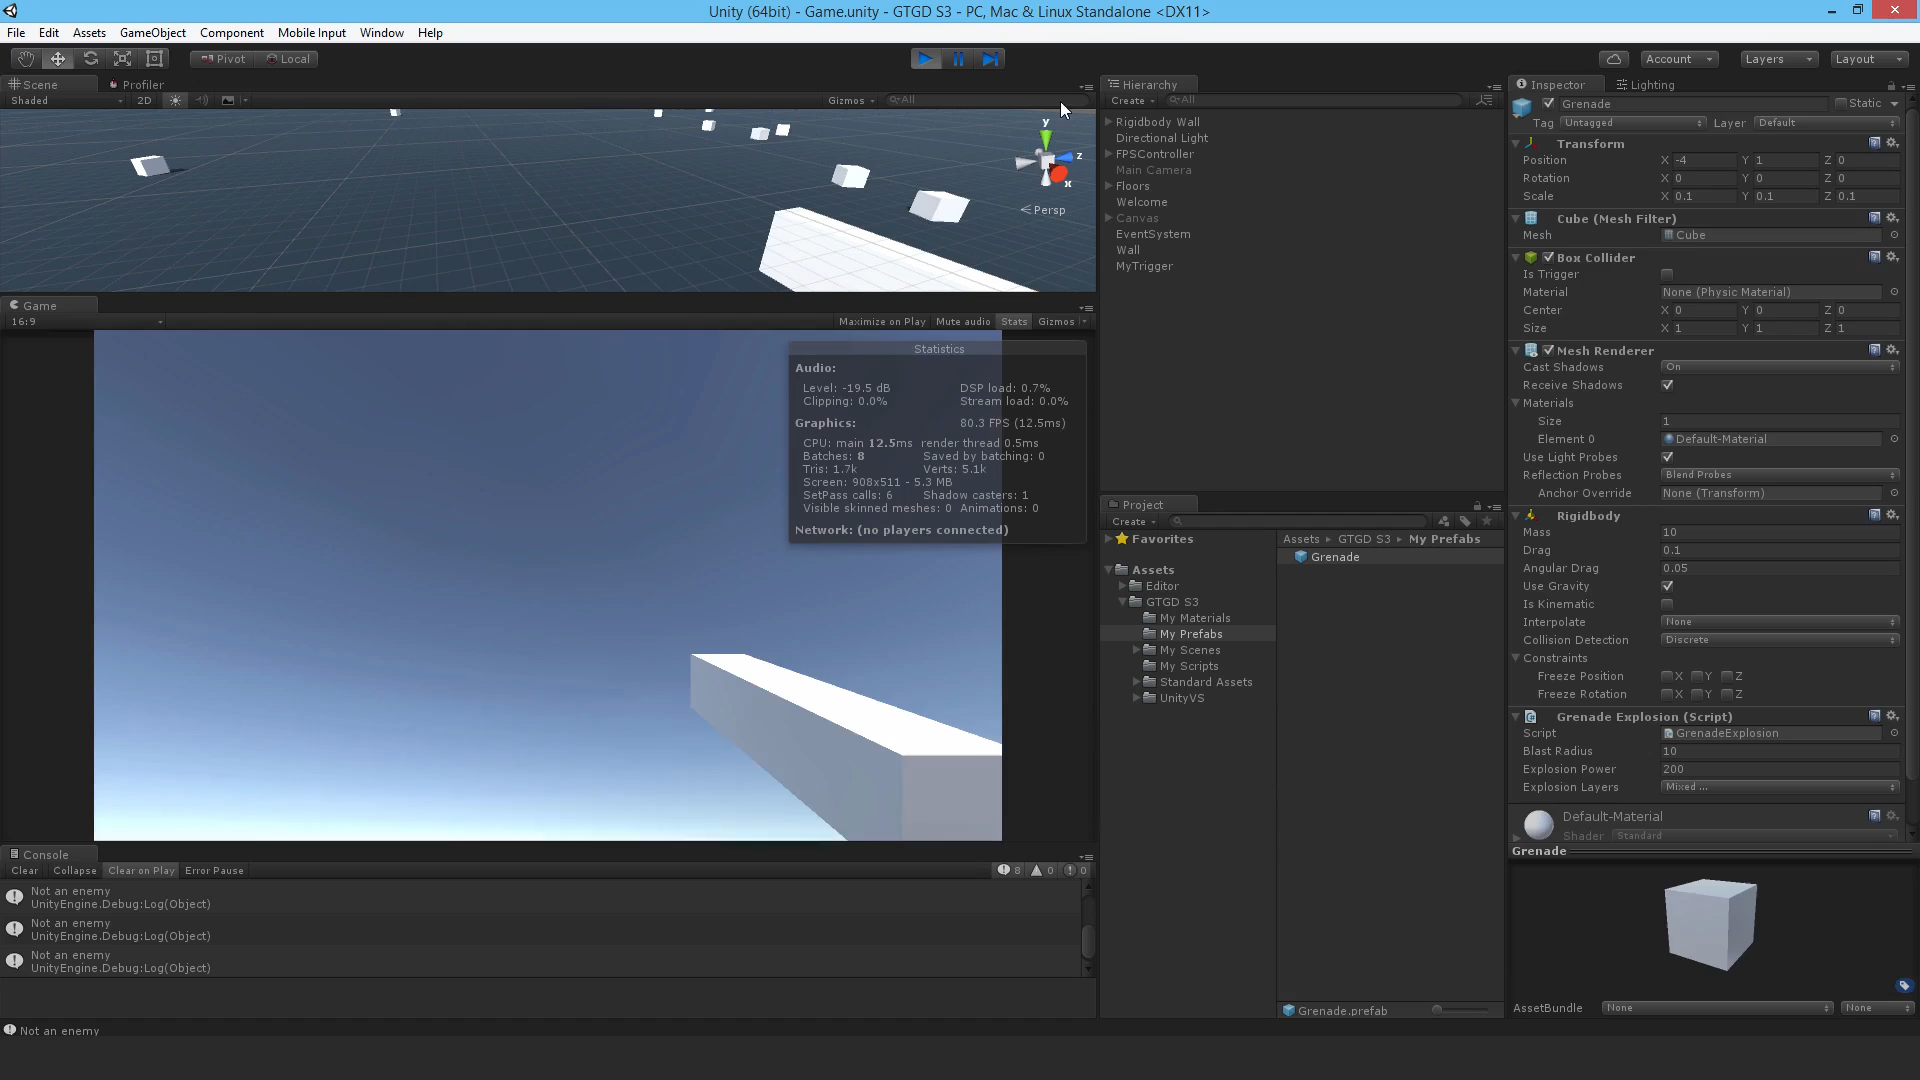 Unity (64bit) - Game.unity - GTGD S3 - PC, Mac & Linux Standalone <DX11>
File Edit Assets GameObject Component Mobile Input Window Help
Pivot Local Account Layers Layout
Scene Profiler
Shaded 2D Gizmos All
y
z
x
Persp
Game
16:9 Maximize on Play Mute audio Stats Gizmos
Statistics
Audio:
Level: -19.5 dB DSP load: 0.7%
Clipping: 0.0% Stream load: 0.0%
Graphics: 80.3 FPS (12.5ms)
CPU: main 12.5ms render thread 0.5ms
Batches: 8 Saved by batching: 0
Tris: 1.7k Verts: 5.1k
Screen: 908x511 - 5.3 MB
SetPass calls: 6 Shadow casters: 1
Visible skinned meshes: 0 Animations: 0
Network: (no players connected)
Console
Clear Collapse Clear on Play Error Pause 8 0 0
Not an enemy
UnityEngine.Debug:Log(Object)
Not an enemy
UnityEngine.Debug:Log(Object)
Not an enemy
UnityEngine.Debug:Log(Object)
Not an enemy
Hierarchy
Create All
Rigidbody Wall
Directional Light
FPSController
Main Camera
Floors
Welcome
Canvas
EventSystem
Wall
MyTrigger
Project
Create
Favorites
Assets
Editor
GTGD S3
My Materials
My Prefabs
My Scenes
My Scripts
Standard Assets
UnityVS
Assets GTGD S3 My Prefabs
Grenade
Grenade.prefab
Inspector Lighting
Grenade Static
Tag Untagged Layer Default
Transform
Position X -4 Y 1 Z 0
Rotation X 0 Y 0 Z 0
Scale X 0.1 Y 0.1 Z 0.1
Cube (Mesh Filter)
Mesh Cube
Box Collider
Is Trigger
Material None (Physic Material)
Center X 0 Y 0 Z 0
Size X 1 Y 1 Z 1
Mesh Renderer
Cast Shadows On
Receive Shadows
Materials
Size 1
Element 0 Default-Material
Use Light Probes
Reflection Probes Blend Probes
Anchor Override None (Transform)
Rigidbody
Mass 10
Drag 0.1
Angular Drag 0.05
Use Gravity
Is Kinematic
Interpolate None
Collision Detection Discrete
Constraints
Freeze Position X Y Z
Freeze Rotation X Y Z
Grenade Explosion (Script)
Script GrenadeExplosion
Blast Radius 10
Explosion Power 200
Explosion Layers Mixed ...
Default-Material
Shader Standard
Grenade
AssetBundle None None